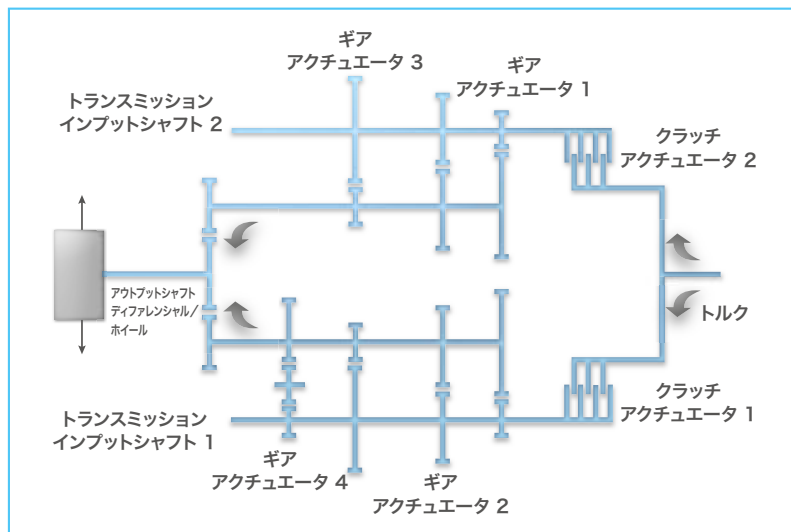 ギア
アクチュエータ 3
ギア
アクチュエータ 1
トランスミッション
インプットシャフト 2
クラッチ
アクチュエータ 2
アウトプットシャフト
ディファレンシャル／
ホイール
トルク
トランスミッション
インプットシャフト 1
クラッチ
アクチュエータ 1
ギア
アクチュエータ 4
ギア
アクチュエータ 2